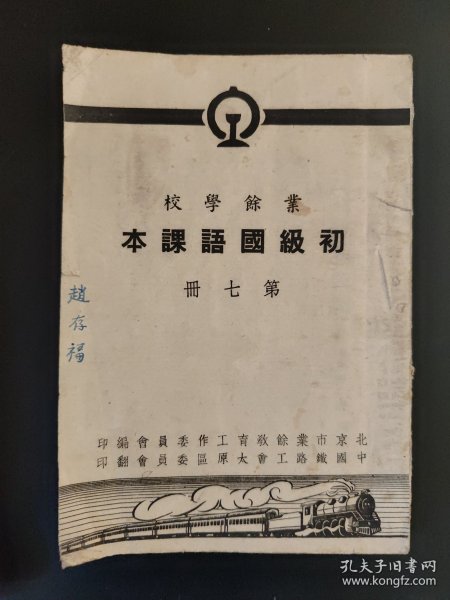 業餘學校
初級國語課本
第七冊
趙存福
北京市業餘教育工作委員會編印
中國鐵路工會太原區委員會翻印
孔夫子旧书网
www.kongfz.com